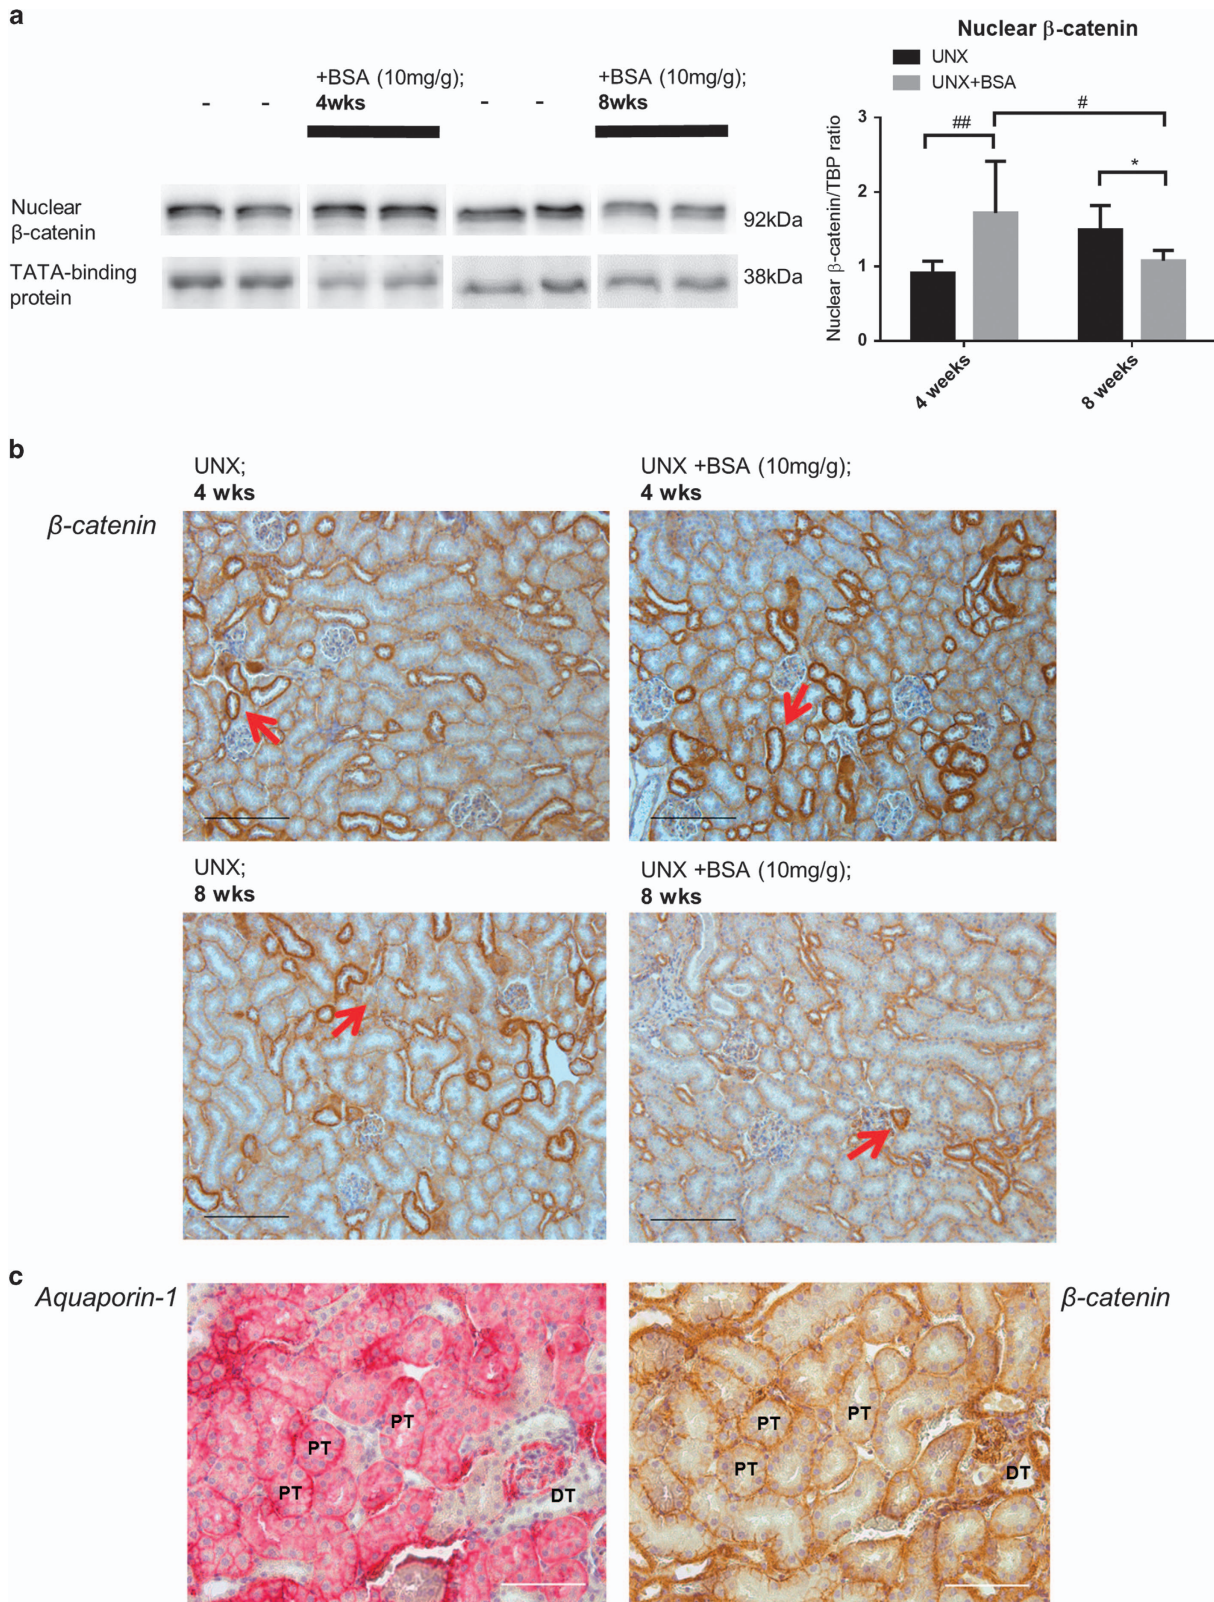 a
+BSA (10mg/g);
4wks
- - - -
+BSA (10mg/g);
8wks
Nuclear
β-catenin
92kDa
TATA-binding
protein
38kDa
Nuclear β-catenin
UNX
UNX+BSA
Nuclear β-catenin/TBP ratio
3
2
1
0
##
#
*
4 weeks
8 weeks
b
β-catenin
UNX;
4 wks
UNX +BSA (10mg/g);
4 wks
UNX;
8 wks
UNX +BSA (10mg/g);
8 wks
c
Aquaporin-1
PT
PT
PT
DT
β-catenin
PT
PT
PT
DT